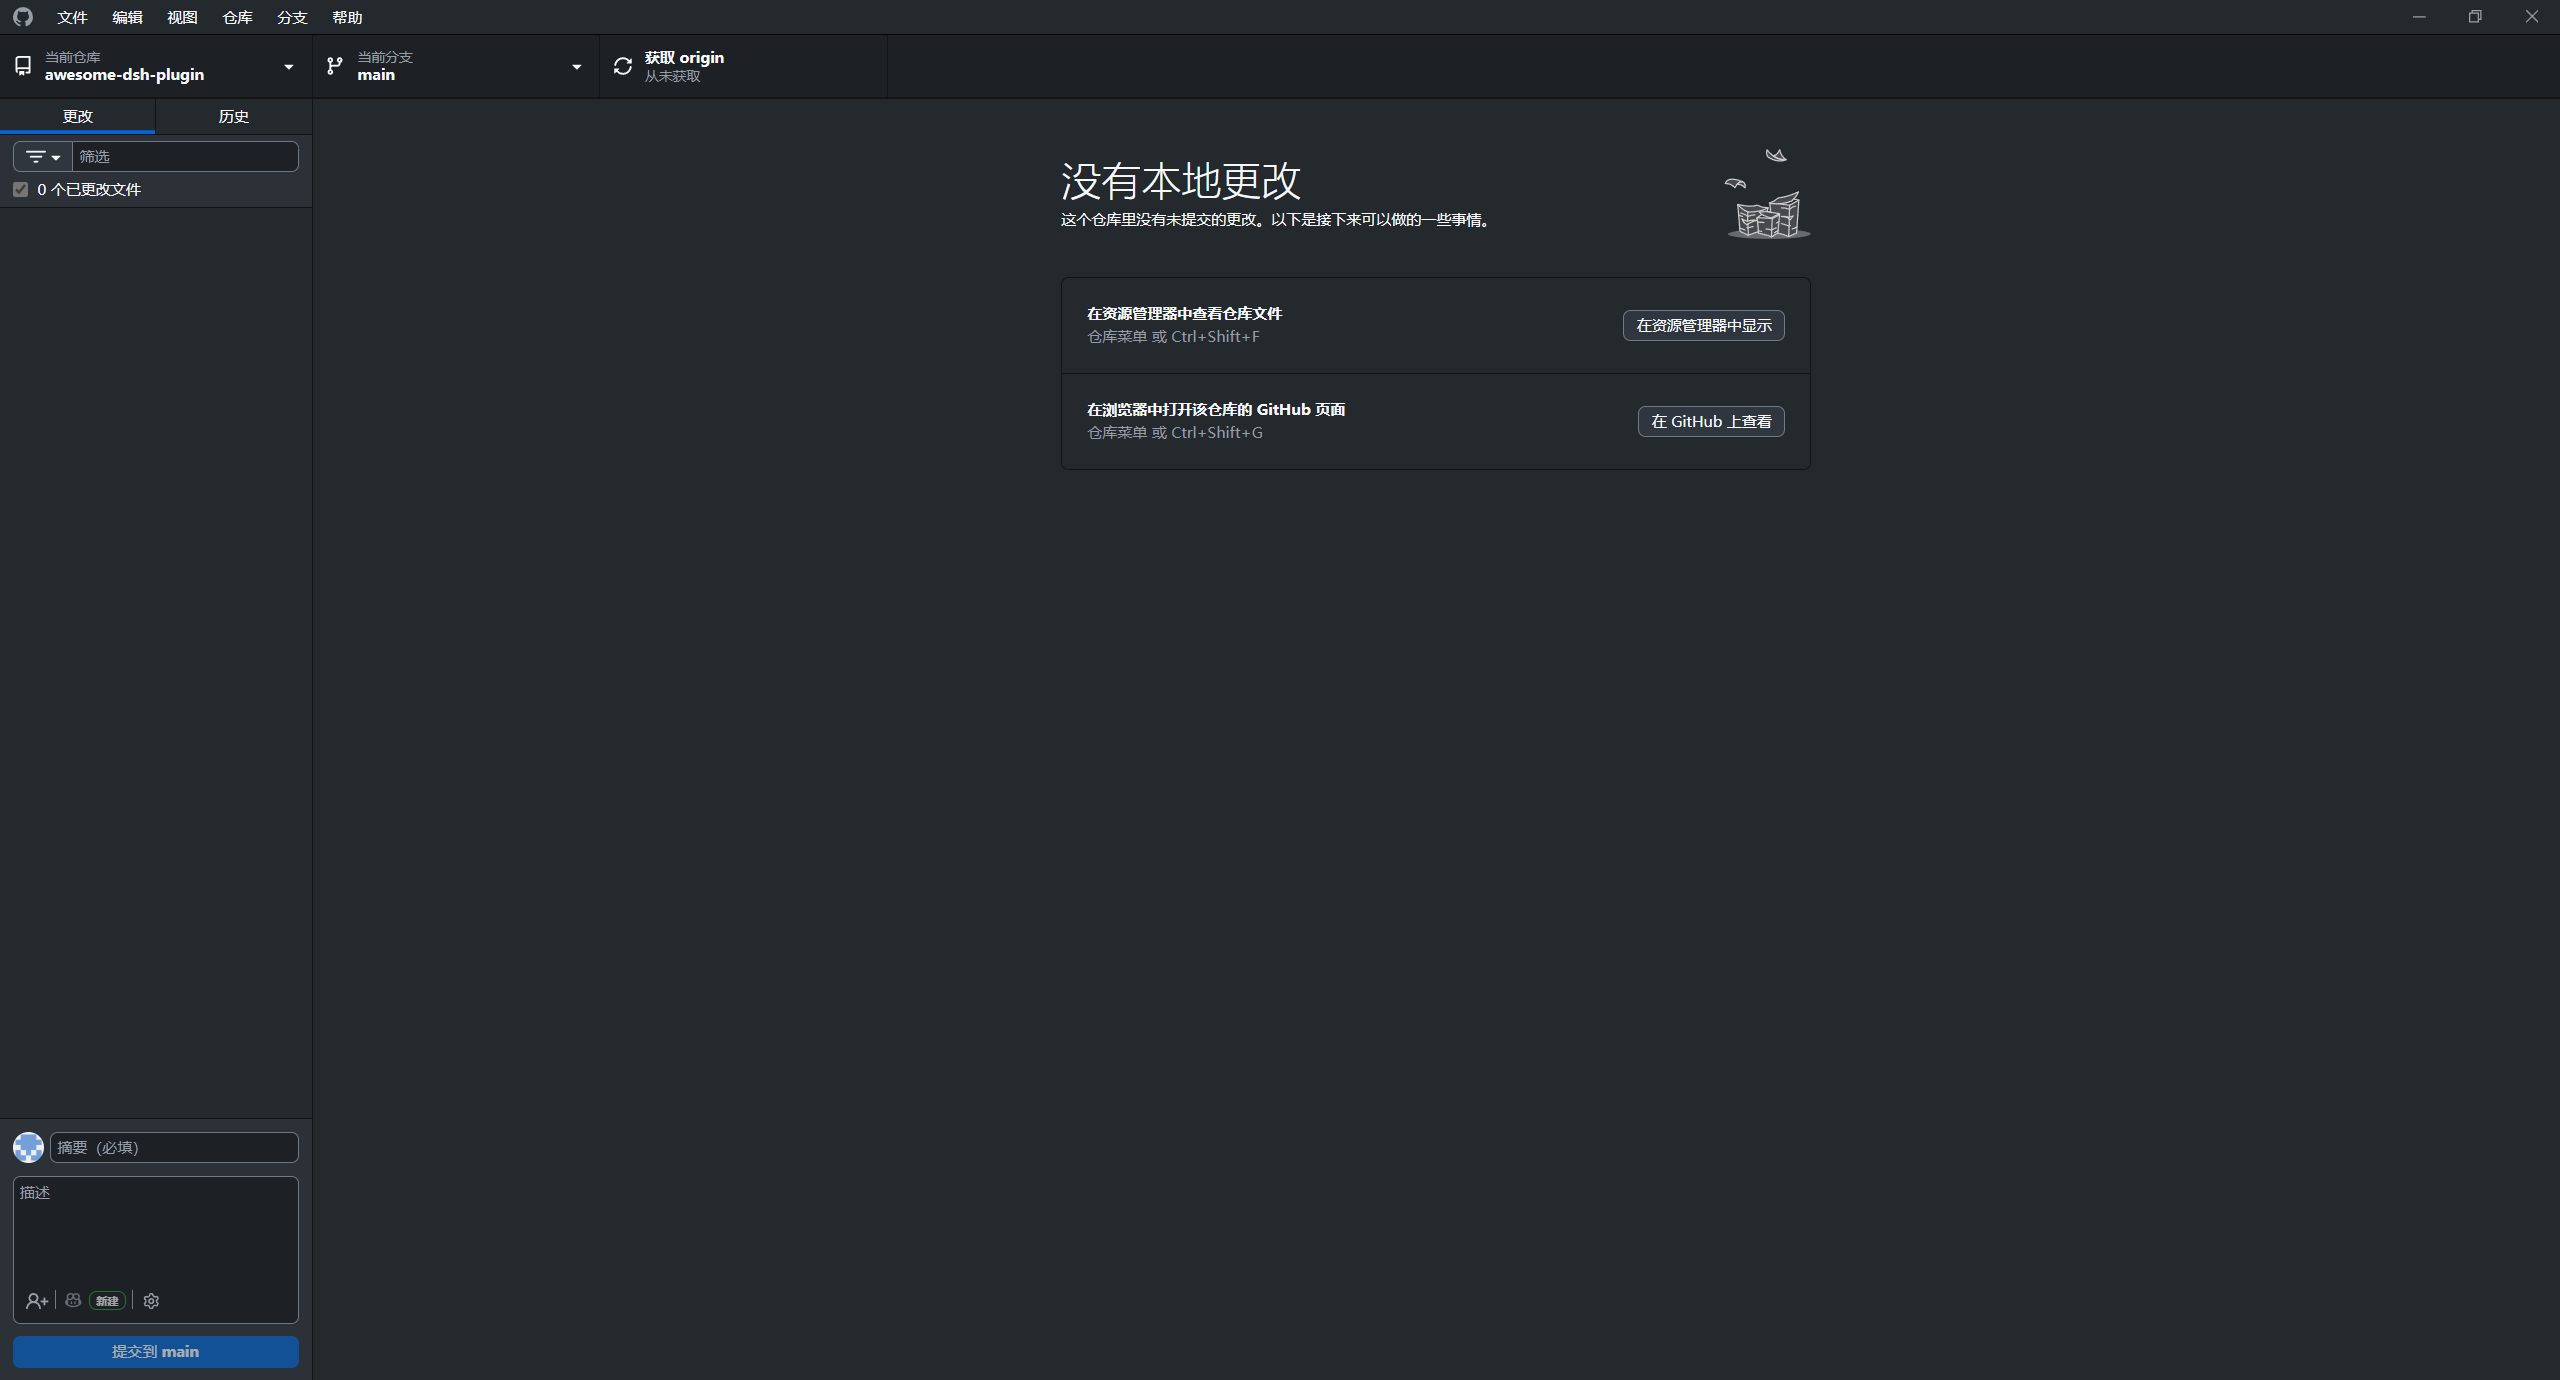 文件 编辑 视图 仓库 分支 帮助
当前仓库
awesome-dsh-plugin
当前分支
main
获取 origin
从未获取
更改
历史
筛选
0 个已更改文件
没有本地更改
这个仓库里没有未提交的更改。以下是接下来可以做的一些事情。
在资源管理器中查看仓库文件
仓库菜单 或 Ctrl+Shift+F
在资源管理器中显示
在浏览器中打开该仓库的 GitHub 页面
仓库菜单 或 Ctrl+Shift+G
在 GitHub 上查看
摘要（必填）
描述
新建
提交到 main